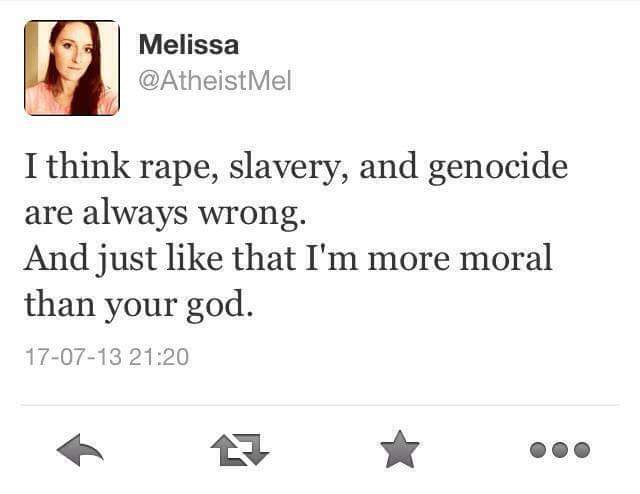 Melissa
@AtheistMel
I think rape, slavery, and genocide
are always wrong.
And just like that I'm more moral
than your god.
17-07-13 21:20